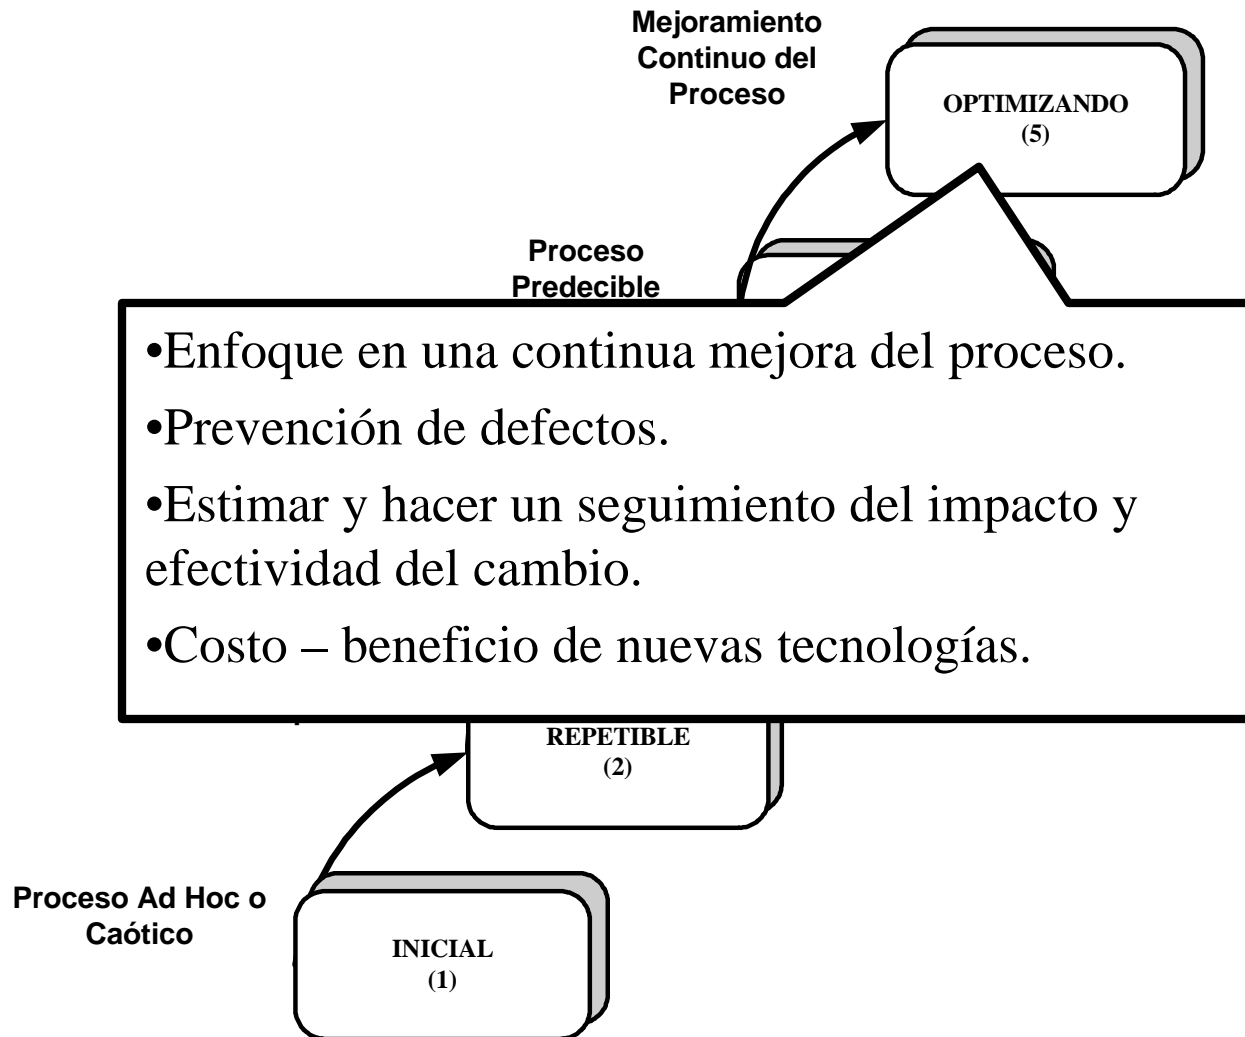 Mejoramiento
Continuo del
Proceso
OPTIMIZANDO
(5)
Proceso
Predecible
•Enfoque en una continua mejora del proceso.
•Prevención de defectos.
•Estimar y hacer un seguimiento del impacto y
efectividad del cambio.
•Costo – beneficio de nuevas tecnologías.
REPETIBLE
(2)
Proceso Ad Hoc o
Caótico
INICIAL
(1)